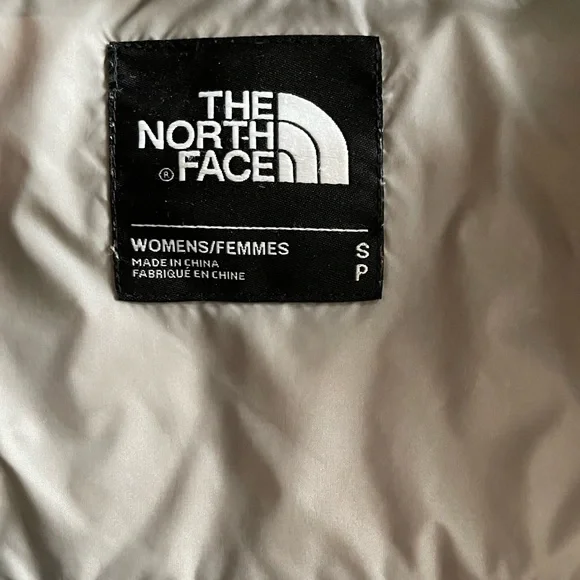 THE
NORTH
® FACE
WOMENS/FEMMES S
MADE IN CHINA
FABRIQUÉ EN CHINE P